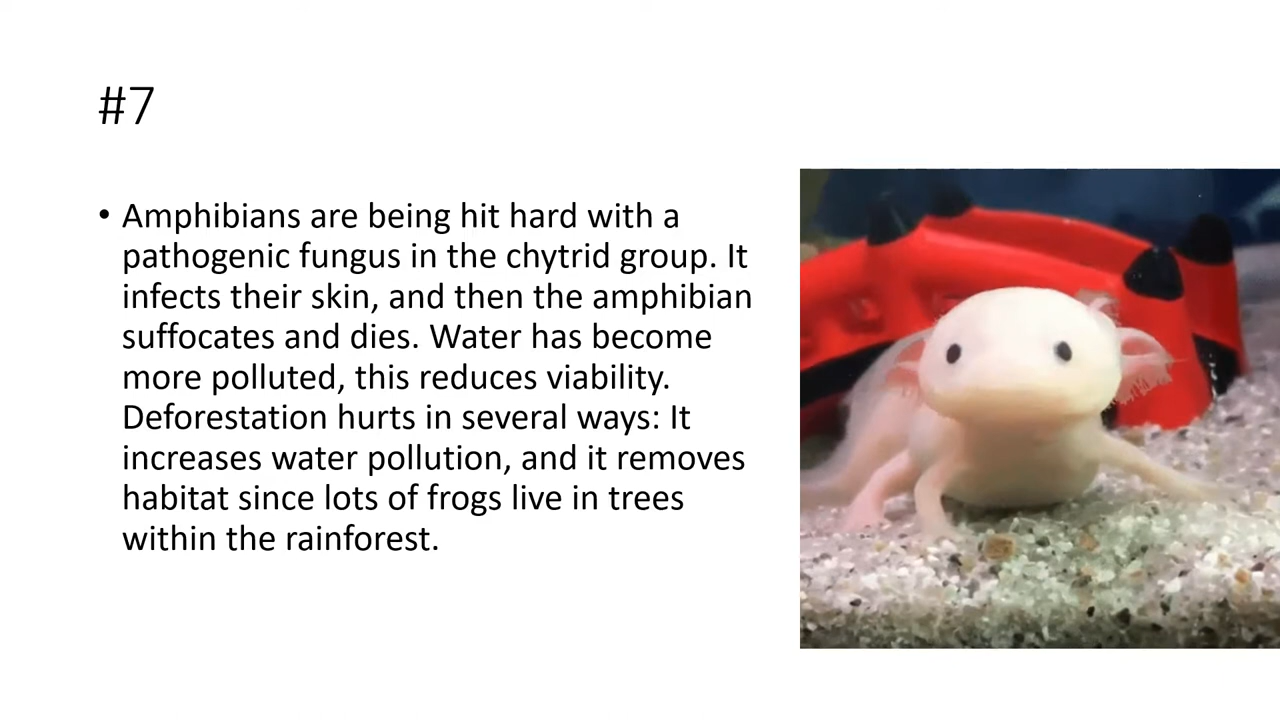 #7
• Amphibians are being hit hard with a
pathogenic fungus in the chytrid group. It
infects their skin, and then the amphibian
suffocates and dies. Water has become
more polluted, this reduces viability.
Deforestation hurts in several ways: It
increases water pollution, and it removes
habitat since lots of frogs live in trees
within the rainforest.